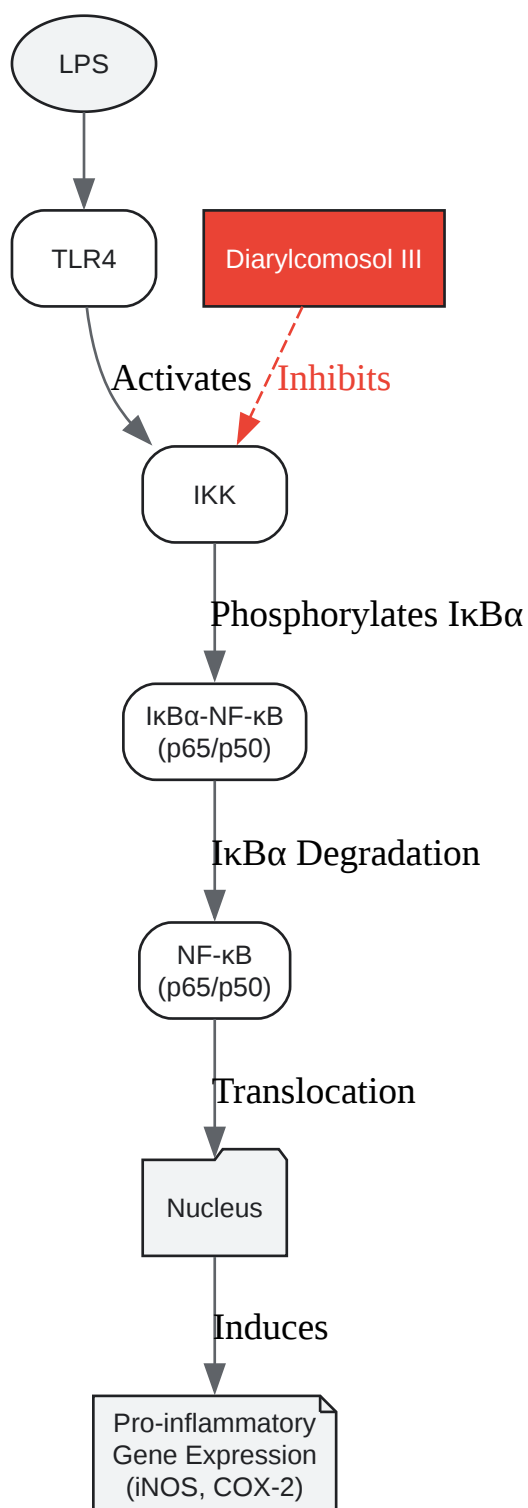 LPS
TLR4
Diarylcomosol III
Activates
Inhibits
IKK
Phosphorylates IκBα
IκBα-NF-κB
(p65/p50)
IκBα Degradation
NF-κB
(p65/p50)
Translocation
Nucleus
Induces
Pro-inflammatory
Gene Expression
(iNOS, COX-2)